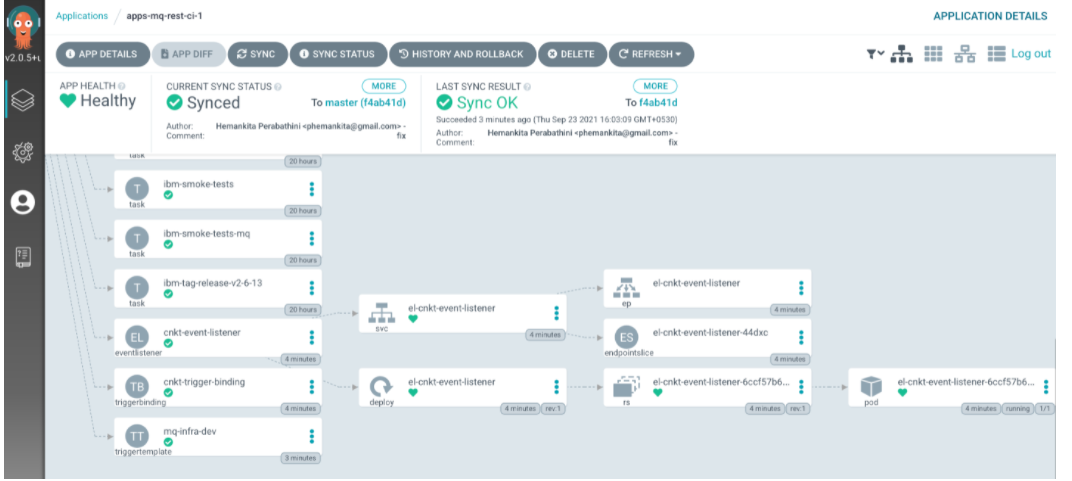 Applications / apps-mq-rest-ci-1
APPLICATION DETAILS
v2.0.5+
APP DETAILS
APP DIFF
SYNC
SYNC STATUS
HISTORY AND ROLLBACK
DELETE
REFRESH
Log out
APP HEALTH
Healthy
CURRENT SYNC STATUS
MORE
Synced
To master (f4ab41d)
Author: Hemankita Perabathini <phemankita@gmail.com> -
Comment: fix
LAST SYNC RESULT
MORE
Sync OK
To f4ab41d
Succeeded 3 minutes ago (Thu Sep 23 2021 16:03:09 GMT+0530)
Author: Hemankita Perabathini <phemankita@gmail.com> -
Comment: fix
task
20 hours
T
ibm-smoke-tests
task
20 hours
T
ibm-smoke-tests-mq
task
20 hours
T
ibm-tag-release-v2-6-13
task
20 hours
EL
cnkt-event-listener
eventlistener
4 minutes
TB
cnkt-trigger-binding
triggerbinding
4 minutes
TT
mq-infra-dev
triggertemplate
3 minutes
el-cnkt-event-listener
svc
4 minutes
el-cnkt-event-listener
deploy
4 minutes
rev:1
el-cnkt-event-listener
ep
4 minutes
ES
el-cnkt-event-listener-44dxc
endpointslice
4 minutes
el-cnkt-event-listener-6ccf57b6...
rs
4 minutes
rev:1
el-cnkt-event-listener-6ccf57b6...
pod
4 minutes
running
1/1